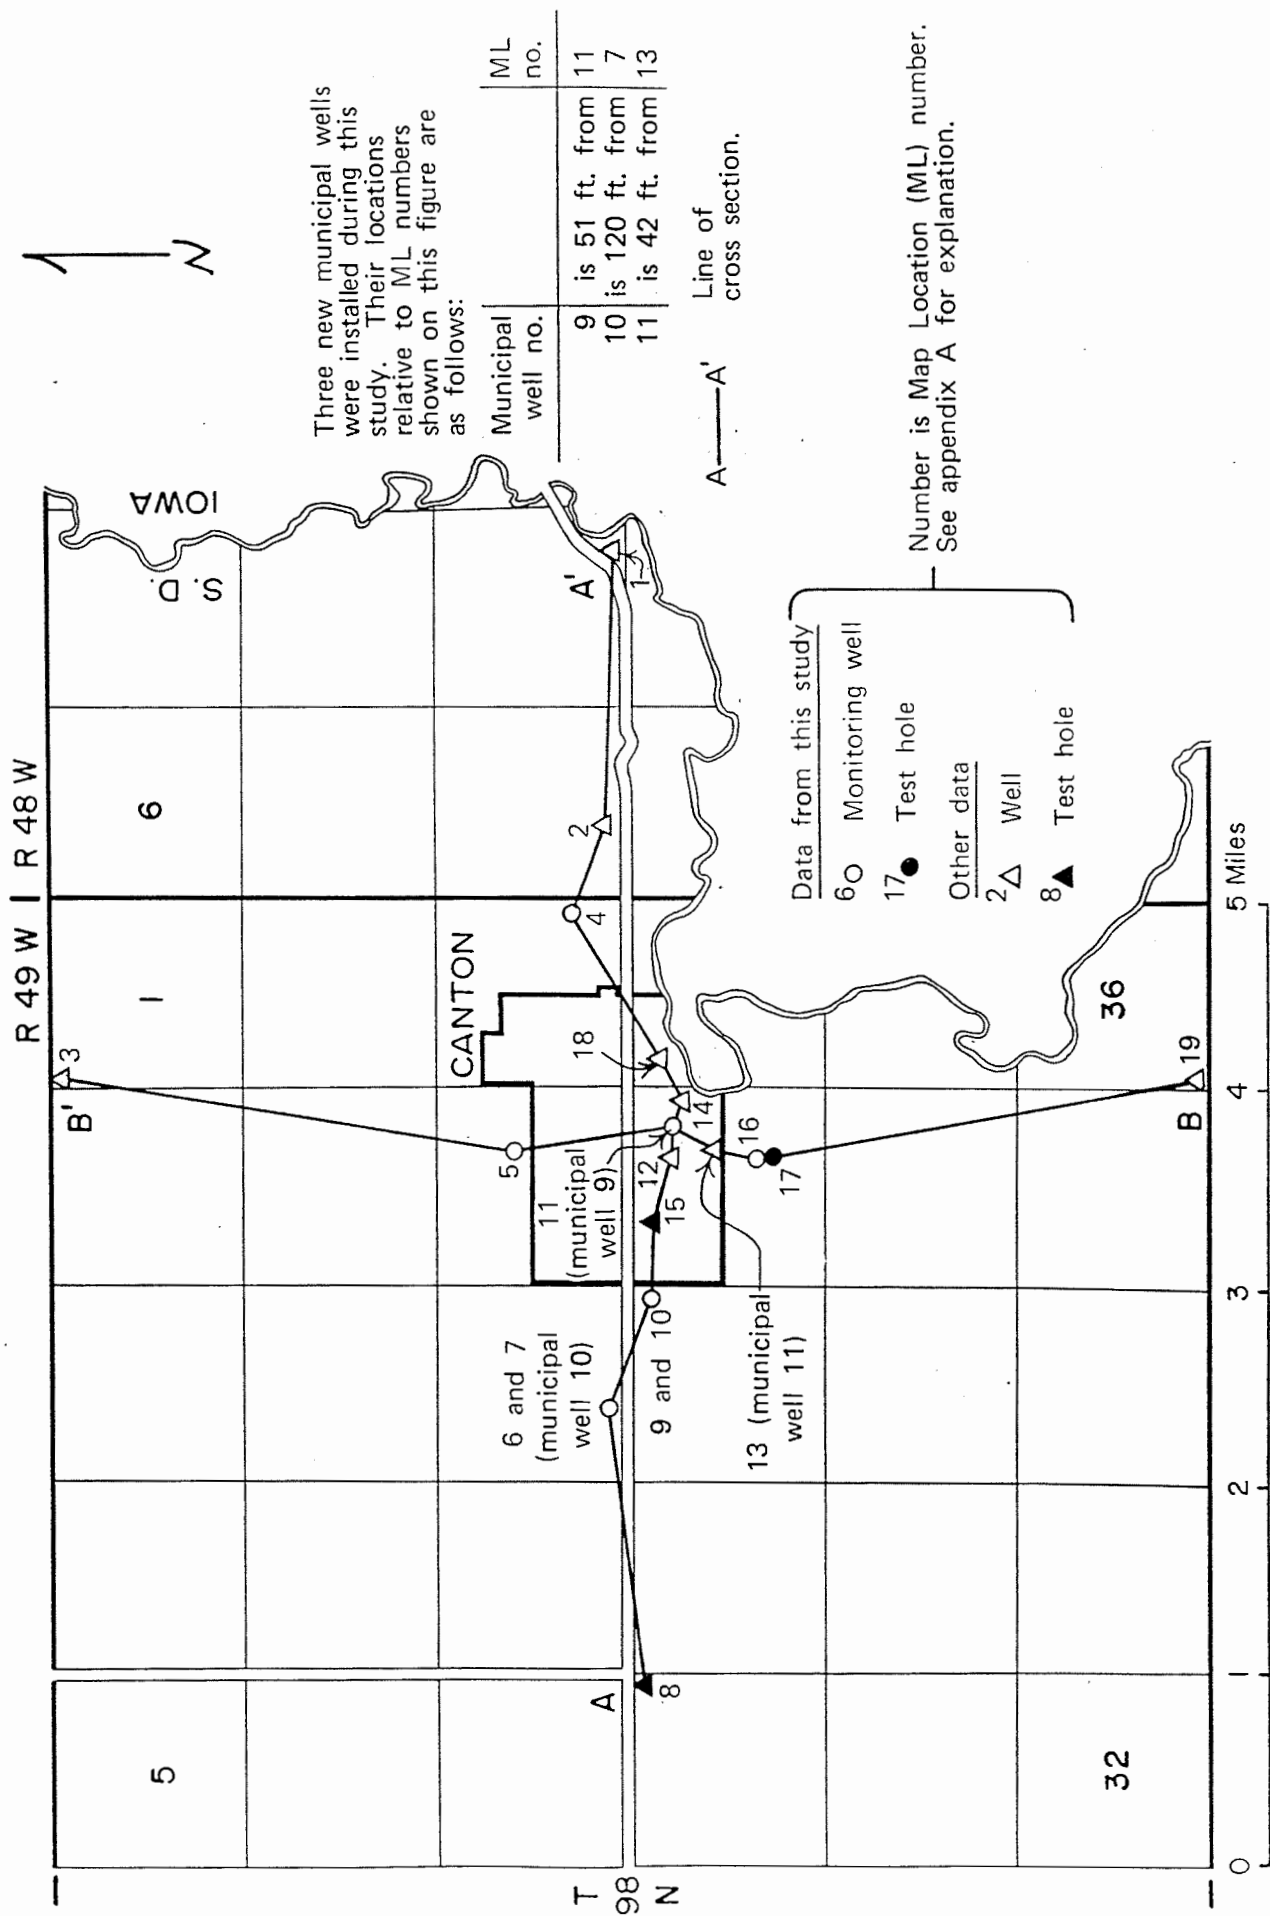 R 49 W | R 48 W
6
1
5
36
32
S. D.
IOWA
CANTON
T
98
N
A
A'
B'
B
3
5
4
2
1
18
14
12
15
16
17
19
8
11
(municipal
well 9)
6 and 7
(municipal
well 10)
9 and 10
13 (municipal
well 11)
0 1 2 3 4 5 Miles
N
Three new municipal wells
were installed during this
study. Their locations
relative to ML numbers
shown on this figure are
as follows:
Municipal well no. ML no.
9 is 51 ft. from 11
10 is 120 ft. from 7
11 is 42 ft. from 13
A A' Line of
cross section.
Data from this study
6 Monitoring well
17 Test hole
Other data
2 Well
8 Test hole
Number is Map Location (ML) number.
See appendix A for explanation.